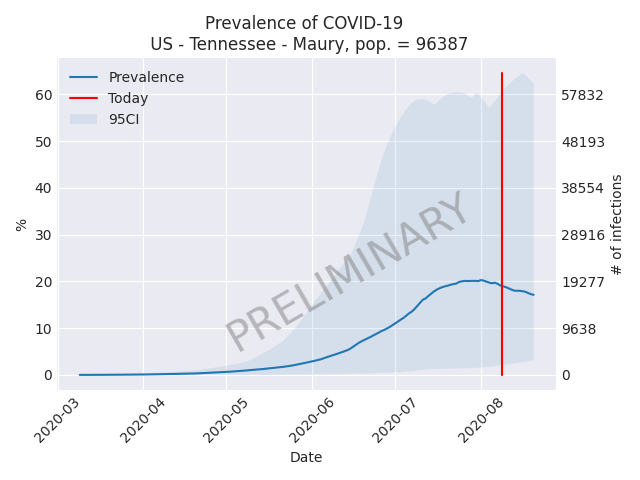 Prevalence of COVID-19
US - Tennessee - Maury, pop. = 96387
Prevalence
Today
95CI
60
50
40
30
20
10
0
%
57832
48193
38554
28916
19277
9638
0
# of infections
PRELIMINARY
2020-03
2020-04
2020-05
2020-06
2020-07
2020-08
Date